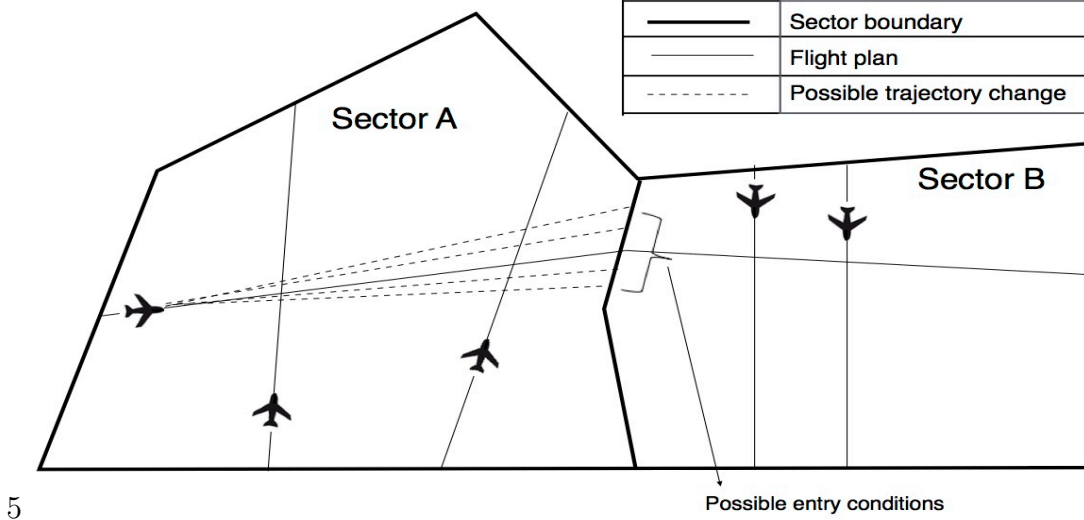 Sector boundary
Flight plan
Possible trajectory change
Sector A
Sector B
Possible entry conditions
5